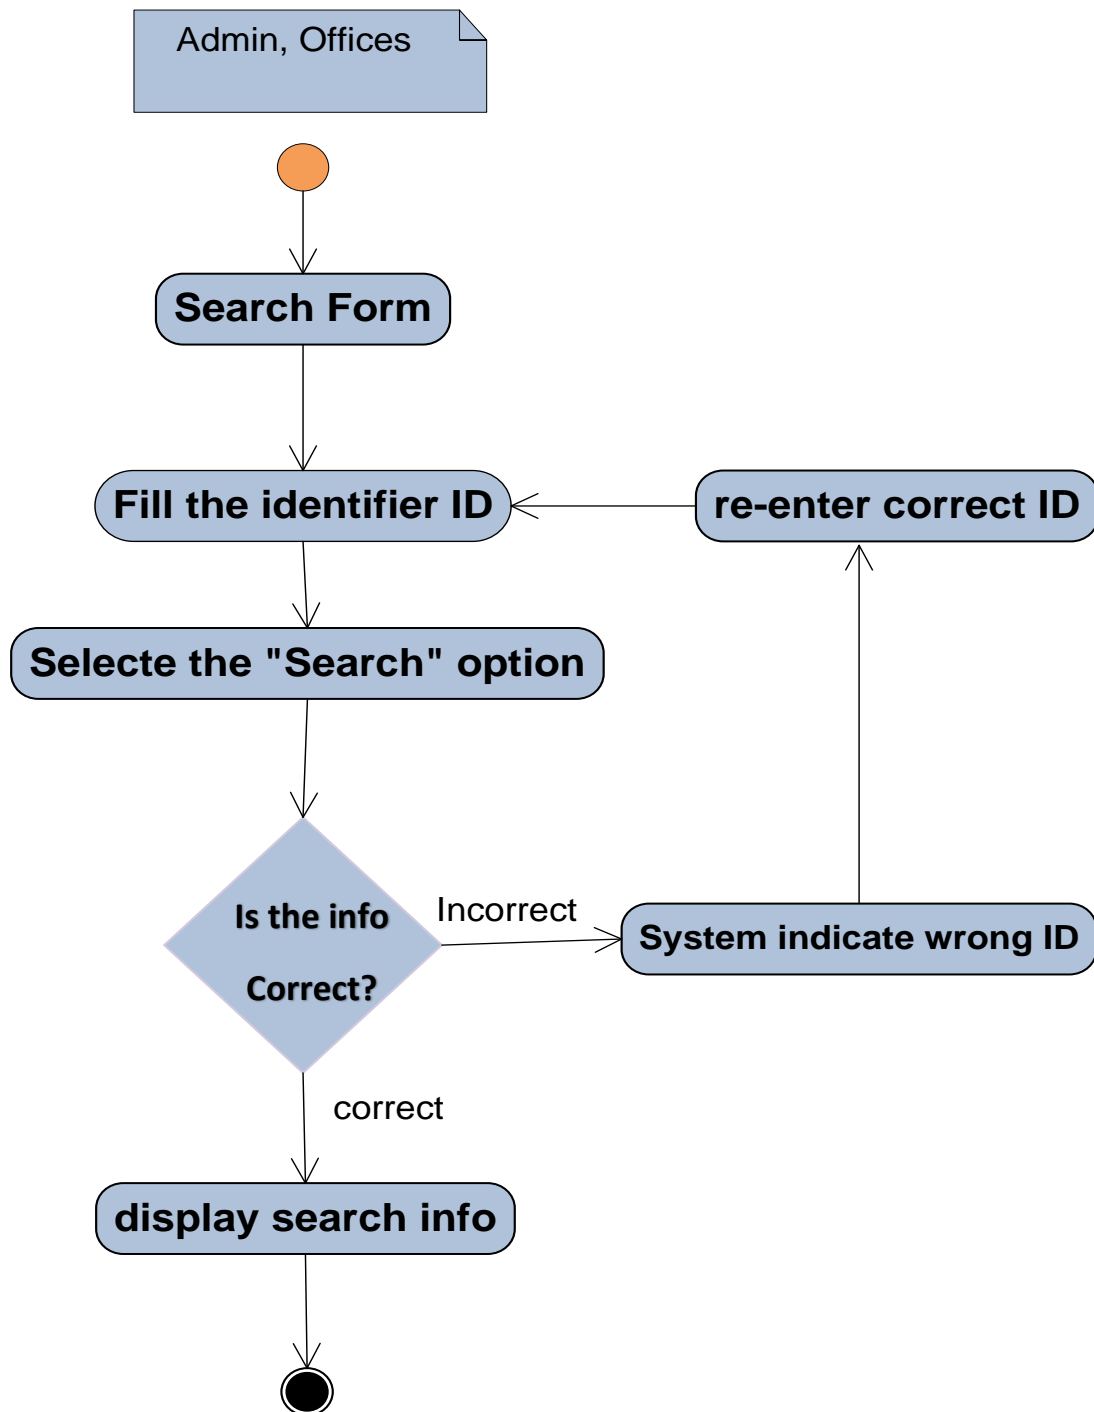 Admin, Offices
Search Form
Fill the identifier ID
re-enter correct ID
Selecte the "Search" option
Is the info
Correct?
Incorrect
System indicate wrong ID
correct
display search info